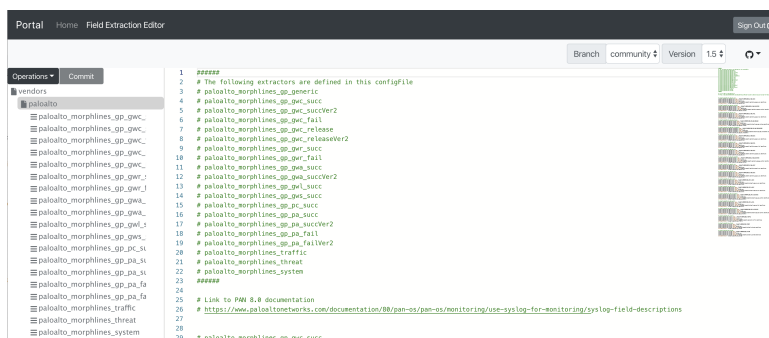 Portal Home Field Extraction Editor Sign Out
Branch community Version 1.5
Operations Commit
vendors
paloalto
paloalto_morphlines_gp_gwc_
paloalto_morphlines_gp_gwc_
paloalto_morphlines_gp_gwc_
paloalto_morphlines_gp_gwc_
paloalto_morphlines_gp_gwc_
paloalto_morphlines_gp_gwr_s
paloalto_morphlines_gp_gwr_f
paloalto_morphlines_gp_gwa_
paloalto_morphlines_gp_gwa_
paloalto_morphlines_gp_gwl_s
paloalto_morphlines_gp_gws_
paloalto_morphlines_gp_pc_su
paloalto_morphlines_gp_pa_su
paloalto_morphlines_gp_pa_su
paloalto_morphlines_gp_pa_fa
paloalto_morphlines_gp_pa_fa
paloalto_morphlines_traffic
paloalto_morphlines_threat
paloalto_morphlines_system
1 ######
2 # The following extractors are defined in this configFile
3 # paloalto_morphlines_gp_generic
4 # paloalto_morphlines_gp_gwc_succ
5 # paloalto_morphlines_gp_gwc_succVer2
6 # paloalto_morphlines_gp_gwc_fail
7 # paloalto_morphlines_gp_gwc_release
8 # paloalto_morphlines_gp_gwc_releaseVer2
9 # paloalto_morphlines_gp_gwr_succ
10 # paloalto_morphlines_gp_gwr_fail
11 # paloalto_morphlines_gp_gwa_succ
12 # paloalto_morphlines_gp_gwa_succVer2
13 # paloalto_morphlines_gp_gwl_succ
14 # paloalto_morphlines_gp_gws_succ
15 # paloalto_morphlines_gp_pc_succ
16 # paloalto_morphlines_gp_pa_succ
17 # paloalto_morphlines_gp_pa_succVer2
18 # paloalto_morphlines_gp_pa_fail
19 # paloalto_morphlines_gp_pa_failVer2
20 # paloalto_morphlines_traffic
21 # paloalto_morphlines_threat
22 # paloalto_morphlines_system
23 ######
24
25 # Link to PAN 8.0 documentation
26 # https://www.paloaltonetworks.com/documentation/80/pan-os/pan-os/monitoring/use-syslog-for-monitoring/syslog-field-descriptions
27
28
29 # paloalto_morphlines_gp_gwc_succ